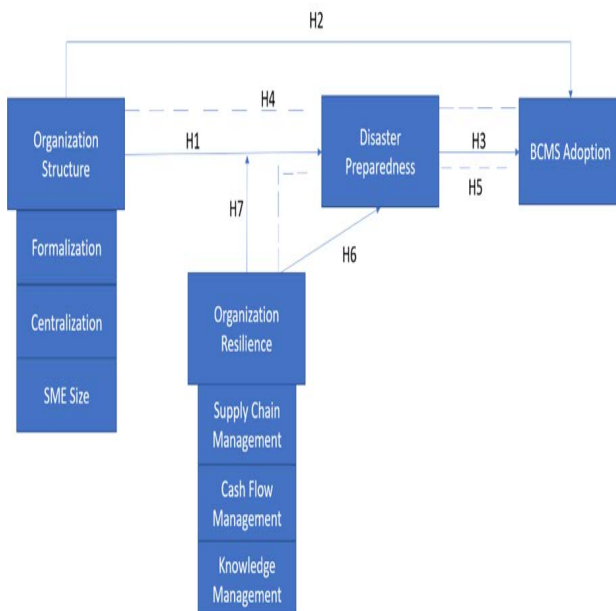 H2
H4
Organization
Structure
H1
Disaster
Preparedness
H3
BCMS Adoption
H5
H7
H6
Formalization
Centralization
SME Size
Organization
Resilience
Supply Chain
Management
Cash Flow
Management
Knowledge
Management